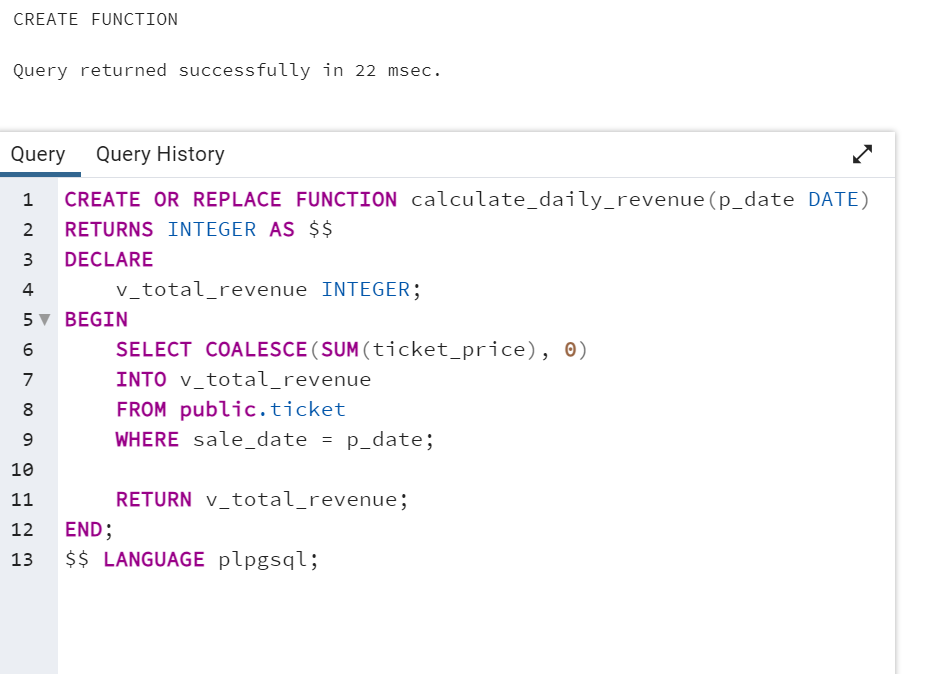 CREATE FUNCTION
Query returned successfully in 22 msec.
Query Query History
1 CREATE OR REPLACE FUNCTION calculate_daily_revenue(p_date DATE)
2 RETURNS INTEGER AS $$
3 DECLARE
4     v_total_revenue INTEGER;
5 BEGIN
6     SELECT COALESCE(SUM(ticket_price), 0)
7     INTO v_total_revenue
8     FROM public.ticket
9     WHERE sale_date = p_date;
10
11     RETURN v_total_revenue;
12 END;
13 $$ LANGUAGE plpgsql;